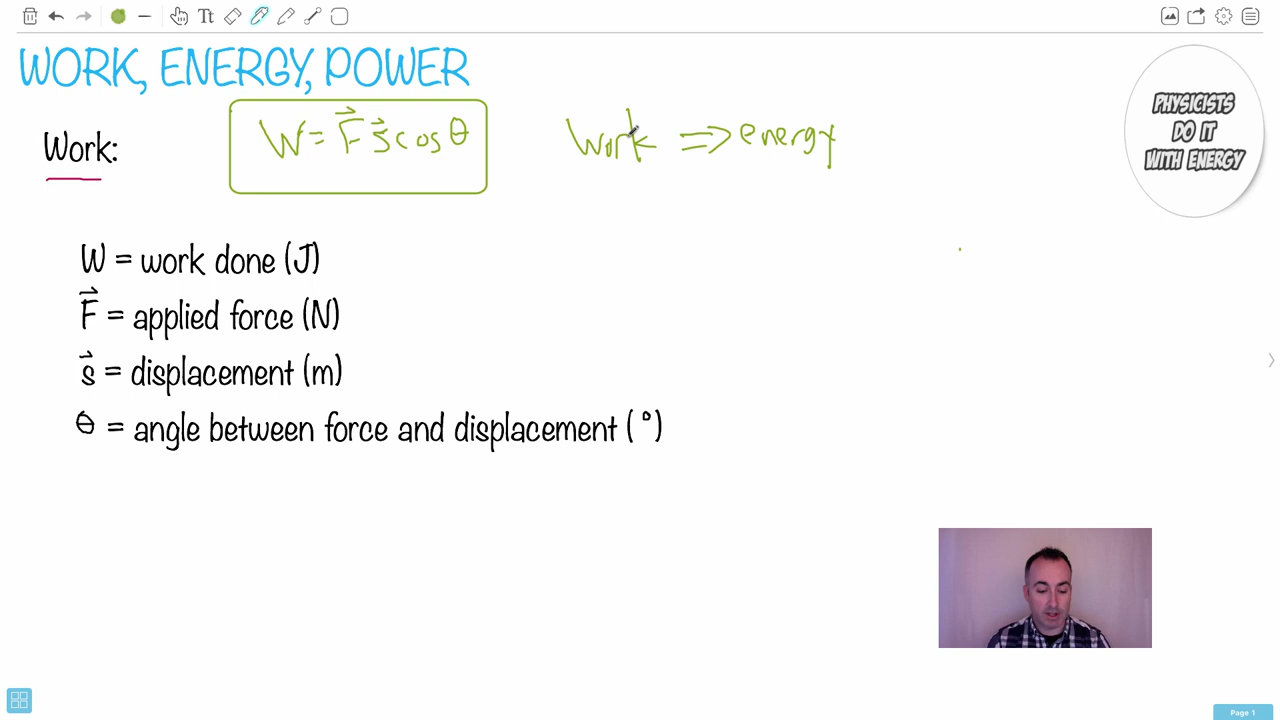 Tt
WORK, ENERGY, POWER
Work:
W = F⃗ s⃗ cos θ
Work ⇒ energy
PHYSICISTS
DO IT
WITH ENERGY
W = work done (J)
F⃗ = applied force (N)
s⃗ = displacement (m)
θ = angle between force and displacement (°)
Page 1